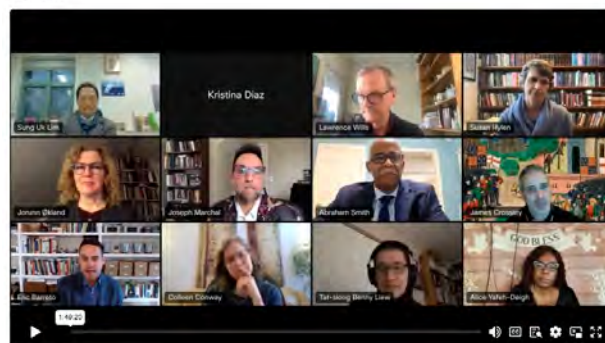 Sung Uk Lim
Kristina Diaz
Lawrence Wills
Susan Hylen
Jorunn Økland
Joseph Marchal
Abraham Smith
James Crossley
Eric Barreto
Colleen Conway
Tat-siong Benny Liew
Alice Yafeh-Deigh
GOD BLESS
1:49:20